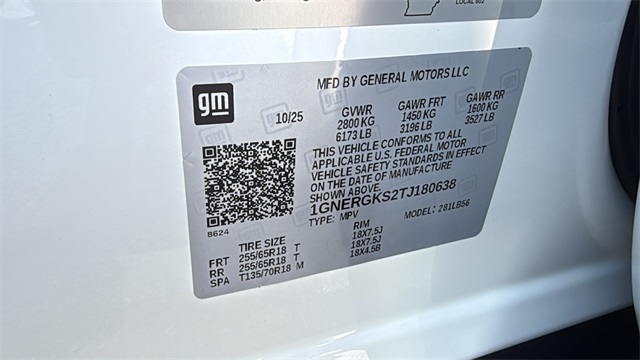 LOCAL 602
MFD BY GENERAL MOTORS LLC
gm
10/25
GVWR
2800 KG
6173 LB
GAWR FRT
1450 KG
3196 LB
GAWR RR
1600 KG
3527 LB
THIS VEHICLE CONFORMS TO ALL
APPLICABLE U.S. FEDERAL MOTOR
VEHICLE SAFETY STANDARDS IN EFFECT
ON THE DATE OF MANUFACTURE
SHOWN ABOVE.
1GNERGKS2TJ180638
TYPE: MPV MODEL: 281LB56
8624
TIRE SIZE RIM
FRT 255/65R18 T 18X7.5J
RR 255/65R18 T 18X7.5J
SPA T135/70R18 M 18X4.5B